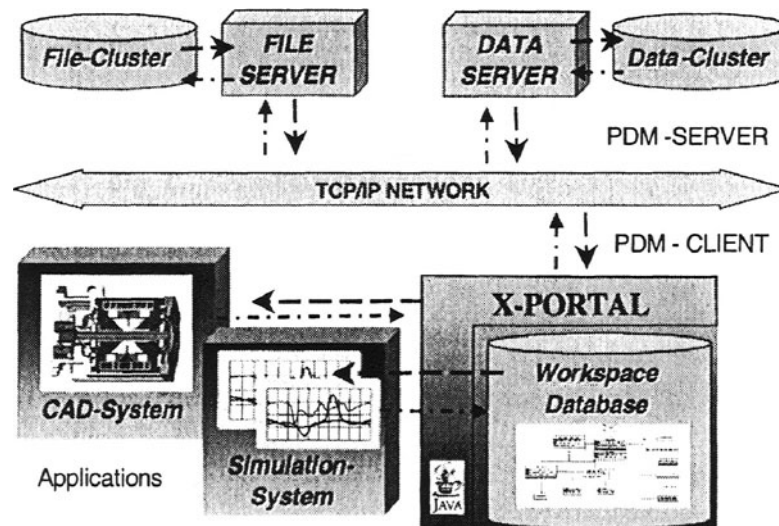 File-Cluster
FILE
SERVER
DATA
SERVER
Data-Cluster
PDM -SERVER
TCP/IP NETWORK
PDM - CLIENT
X-PORTAL
CAD-System
Workspace
Database
Simulation-
System
Applications
JAVA